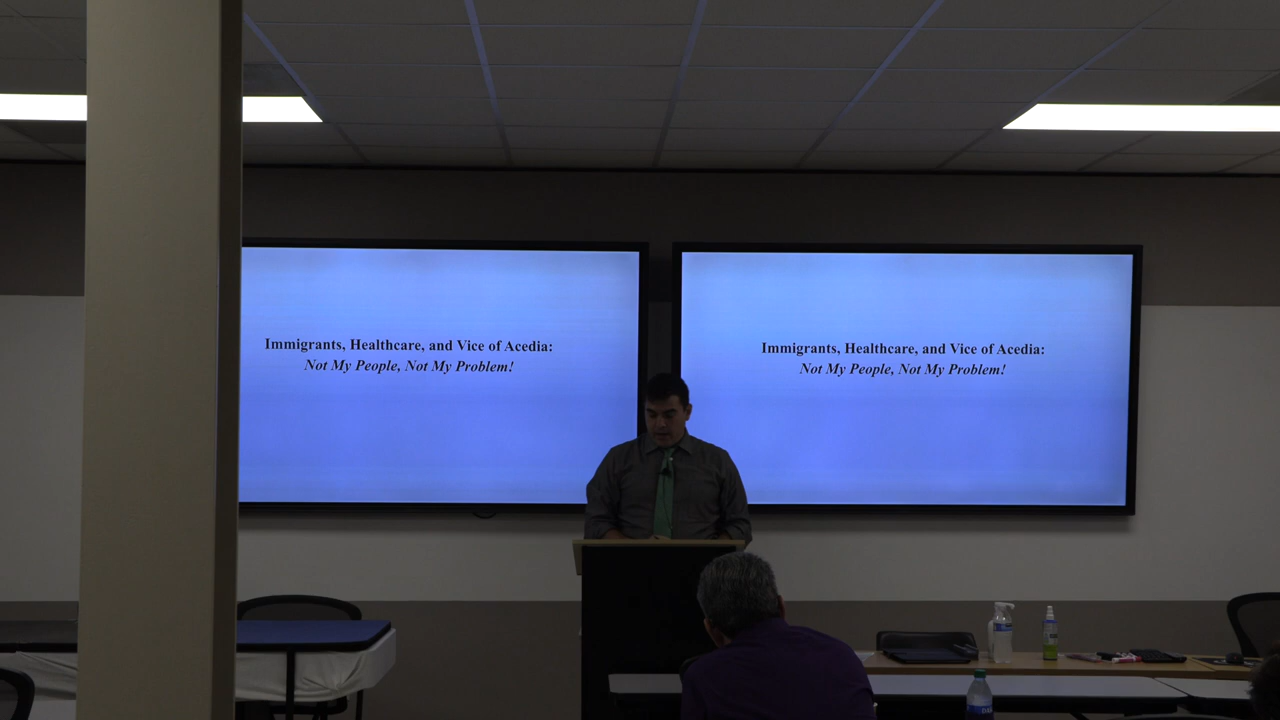 Immigrants, Healthcare, and Vice of Acedia:
Not My People, Not My Problem!
Immigrants, Healthcare, and Vice of Acedia:
Not My People, Not My Problem!